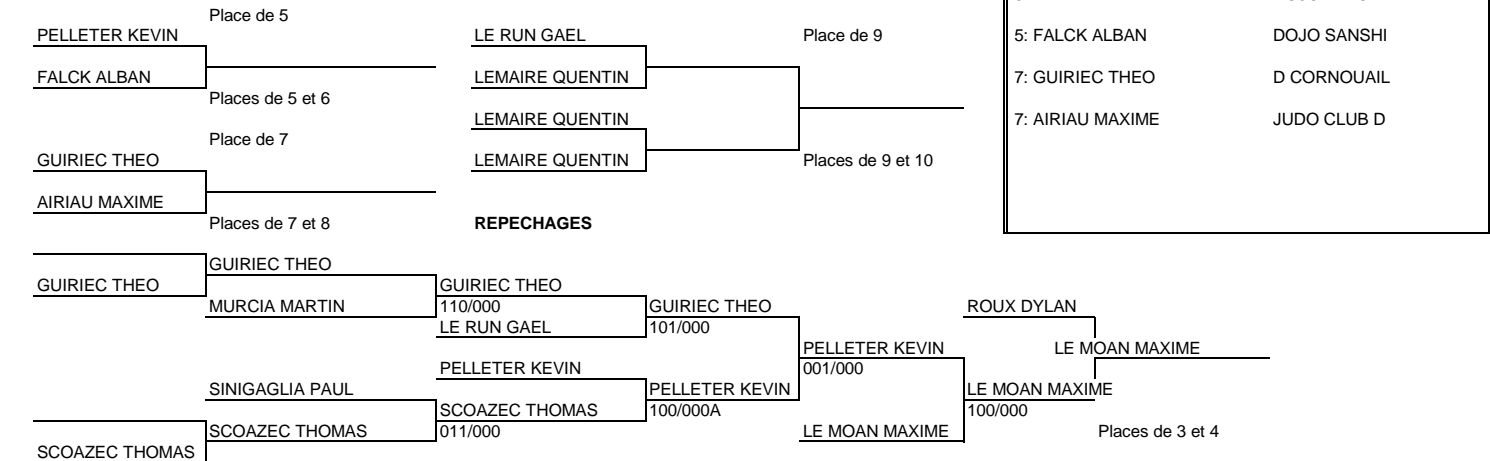 Place de 5
PELLETER KEVIN LE RUN GAEL Place de 9 5: FALCK ALBAN DOJO SANSHI
FALCK ALBAN LEMAIRE QUENTIN 7: GUIRIEC THEO D CORNOUAIL
Places de 5 et 6
LEMAIRE QUENTIN 7: AIRIAU MAXIME JUDO CLUB D
Place de 7
GUIRIEC THEO LEMAIRE QUENTIN Places de 9 et 10
AIRIAU MAXIME
Places de 7 et 8 REPECHAGES
GUIRIEC THEO
GUIRIEC THEO GUIRIEC THEO
MURCIA MARTIN 110/000 GUIRIEC THEO ROUX DYLAN
LE RUN GAEL 101/000
PELLETER KEVIN LE MOAN MAXIME
PELLETER KEVIN 001/000
SINIGAGLIA PAUL PELLETER KEVIN LE MOAN MAXIME
SCOAZEC THOMAS 100/000A 100/000
SCOAZEC THOMAS 011/000 LE MOAN MAXIME Places de 3 et 4
SCOAZEC THOMAS